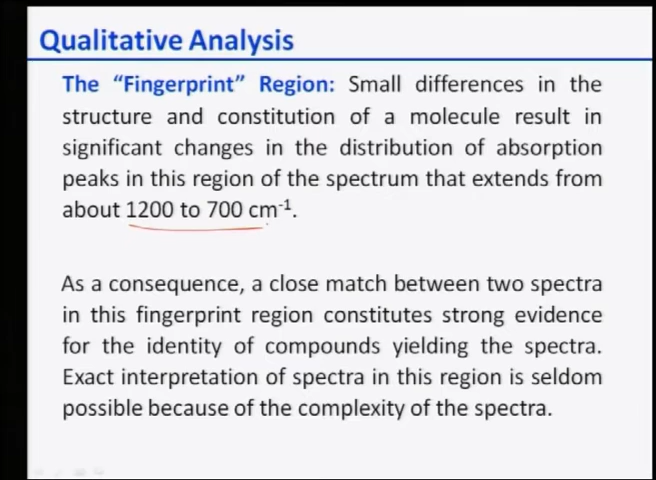 Qualitative Analysis
The “Fingerprint” Region: Small differences in the
structure and constitution of a molecule result in
significant changes in the distribution of absorption
peaks in this region of the spectrum that extends from
about 1200 to 700 cm⁻¹.
As a consequence, a close match between two spectra
in this fingerprint region constitutes strong evidence
for the identity of compounds yielding the spectra.
Exact interpretation of spectra in this region is seldom
possible because of the complexity of the spectra.